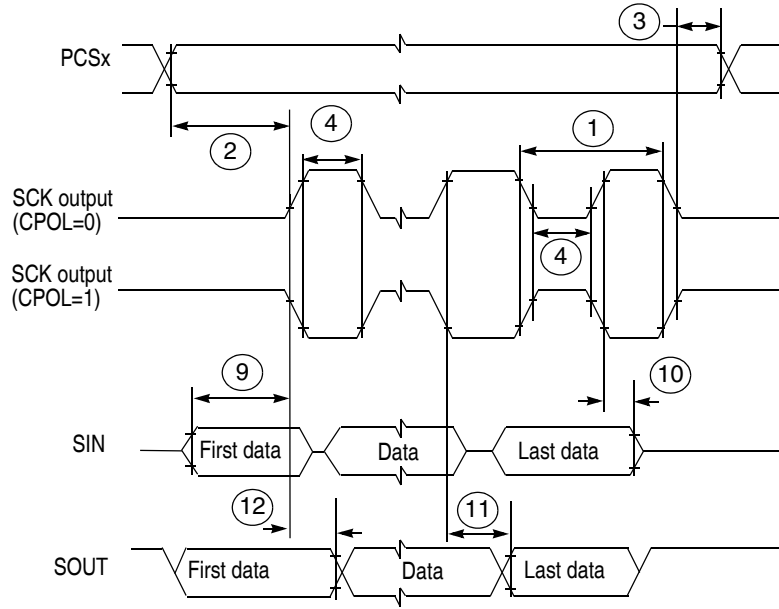 3
PCSx
2
4
1
SCK output
(CPOL=0)
4
SCK output
(CPOL=1)
9
10
SIN
First data
Data
Last data
12
11
SOUT
First data
Data
Last data